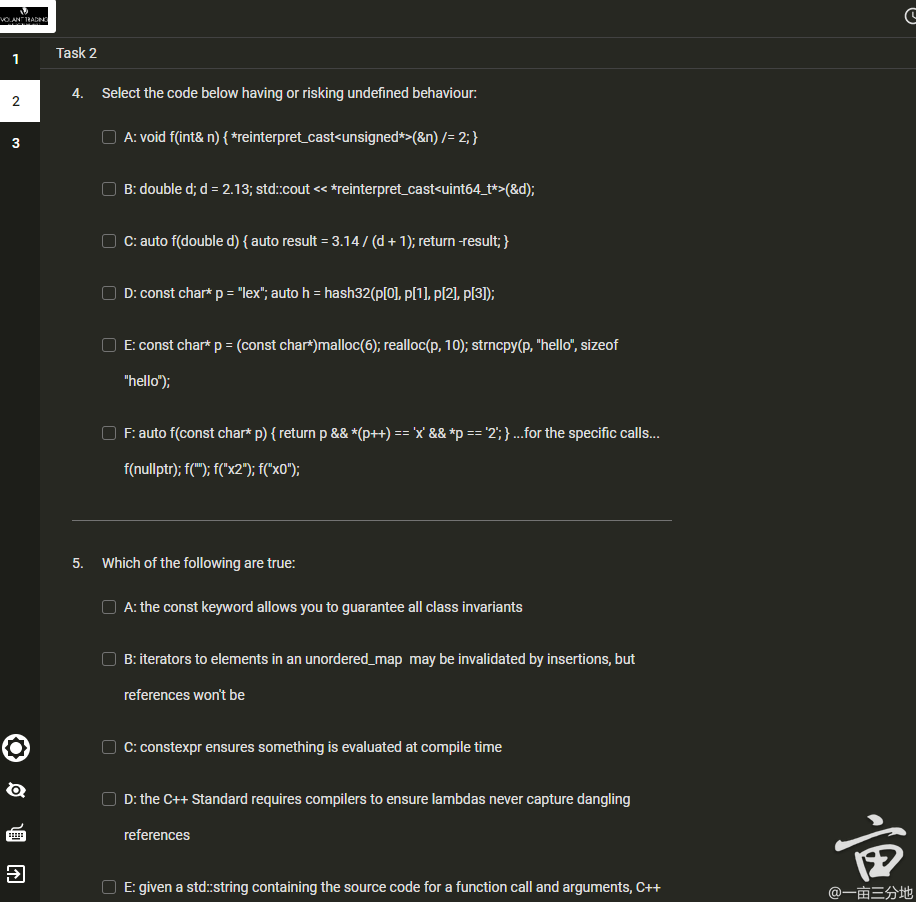 VOLANT TRADING
1
Task 2
2
3
4. Select the code below having or risking undefined behaviour:
A: void f(int& n) { *reinterpret_cast<unsigned*>(&n) /= 2; }
B: double d; d = 2.13; std::cout << *reinterpret_cast<uint64_t*>(&d);
C: auto f(double d) { auto result = 3.14 / (d + 1); return -result; }
D: const char* p = "lex"; auto h = hash32(p[0], p[1], p[2], p[3]);
E: const char* p = (const char*)malloc(6); realloc(p, 10); strncpy(p, "hello", sizeof
"hello");
F: auto f(const char* p) { return p && *(p++) == 'x' && *p == '2'; } ...for the specific calls...
f(nullptr); f(""); f("x2"); f("x0");
5. Which of the following are true:
A: the const keyword allows you to guarantee all class invariants
B: iterators to elements in an unordered_map  may be invalidated by insertions, but
references won't be
C: constexpr ensures something is evaluated at compile time
D: the C++ Standard requires compilers to ensure lambdas never capture dangling
references
E: given a std::string containing the source code for a function call and arguments, C++
亩
@一亩三分地